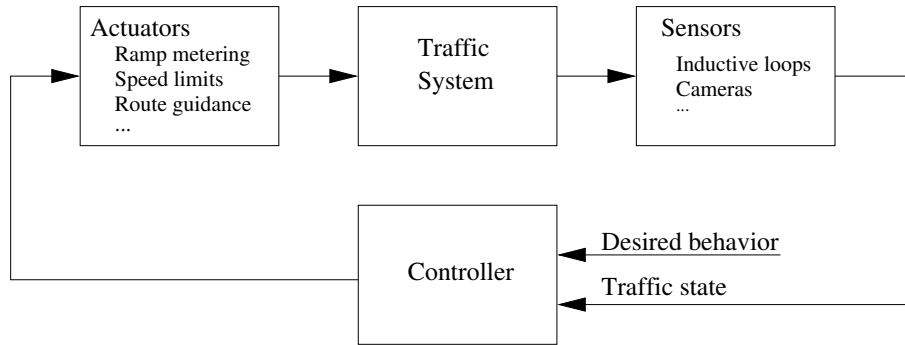 Actuators
Ramp metering
Speed limits
Route guidance
...
Traffic
System
Sensors
Inductive loops
Cameras
...
Controller
Desired behavior
Traffic state